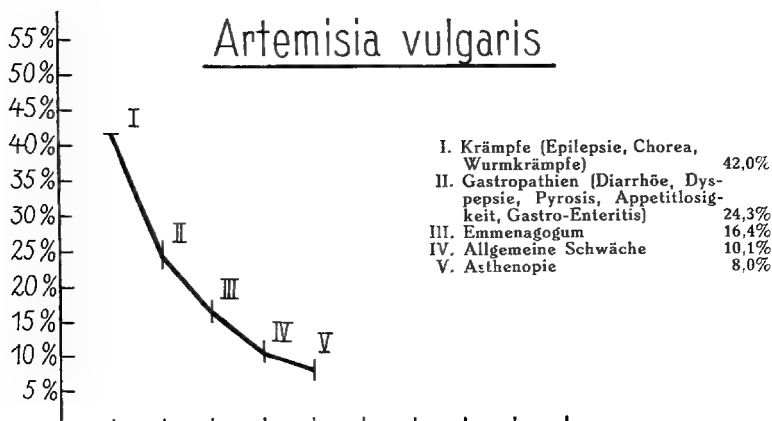 Artemisia vulgaris
55%
50%
45%
40%
35%
30%
25%
20%
15%
10%
5%
I
II
III
IV
V
I. Krämpfe (Epilepsie, Chorea,
Wurmkrämpfe) 42,0%
II. Gastropathien (Diarrhöe, Dys-
pepsie, Pyrosis, Appetitlosig-
keit, Gastro-Enteritis) 24,3%
III. Emmenagogum 16,4%
IV. Allgemeine Schwäche 10,1%
V. Asthenopie 8,0%